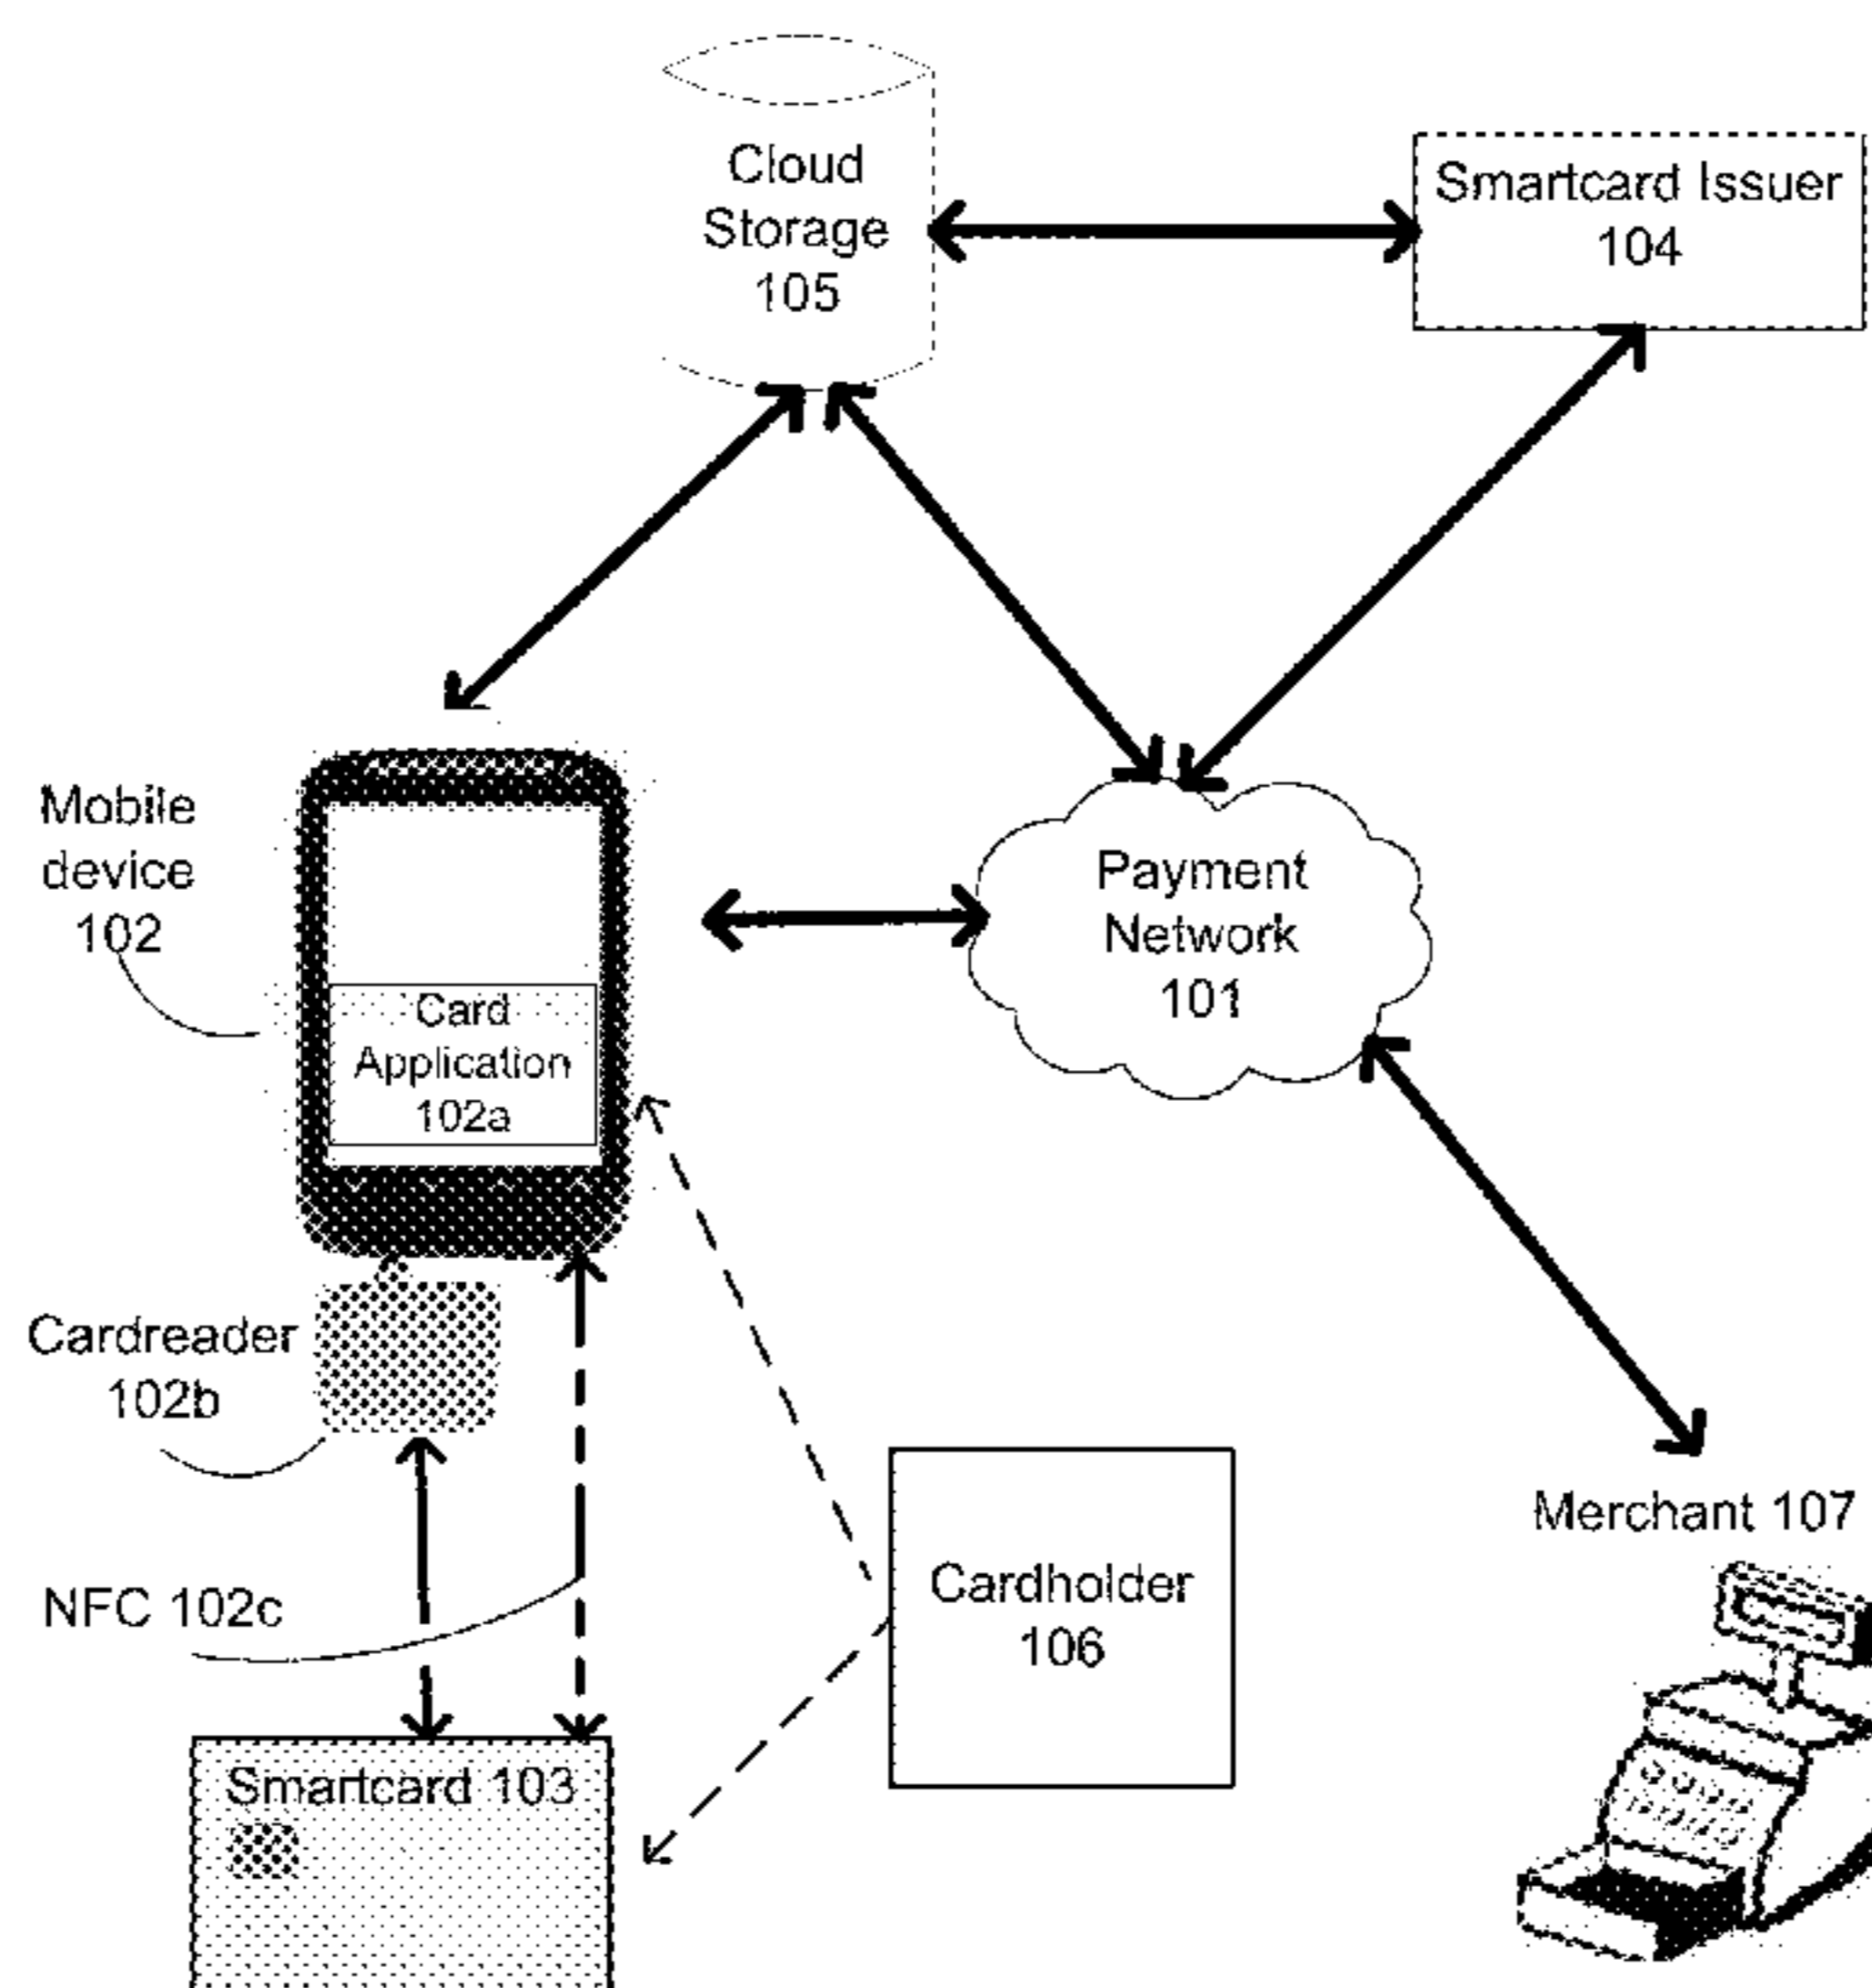 Cloud
Storage
105
Smartcard Issuer
104
Mobile
device
102
Payment
Network
101
Card
Application
102a
Cardreader
102b
Merchant 107
Cardholder
106
NFC 102c
Smartcard 103